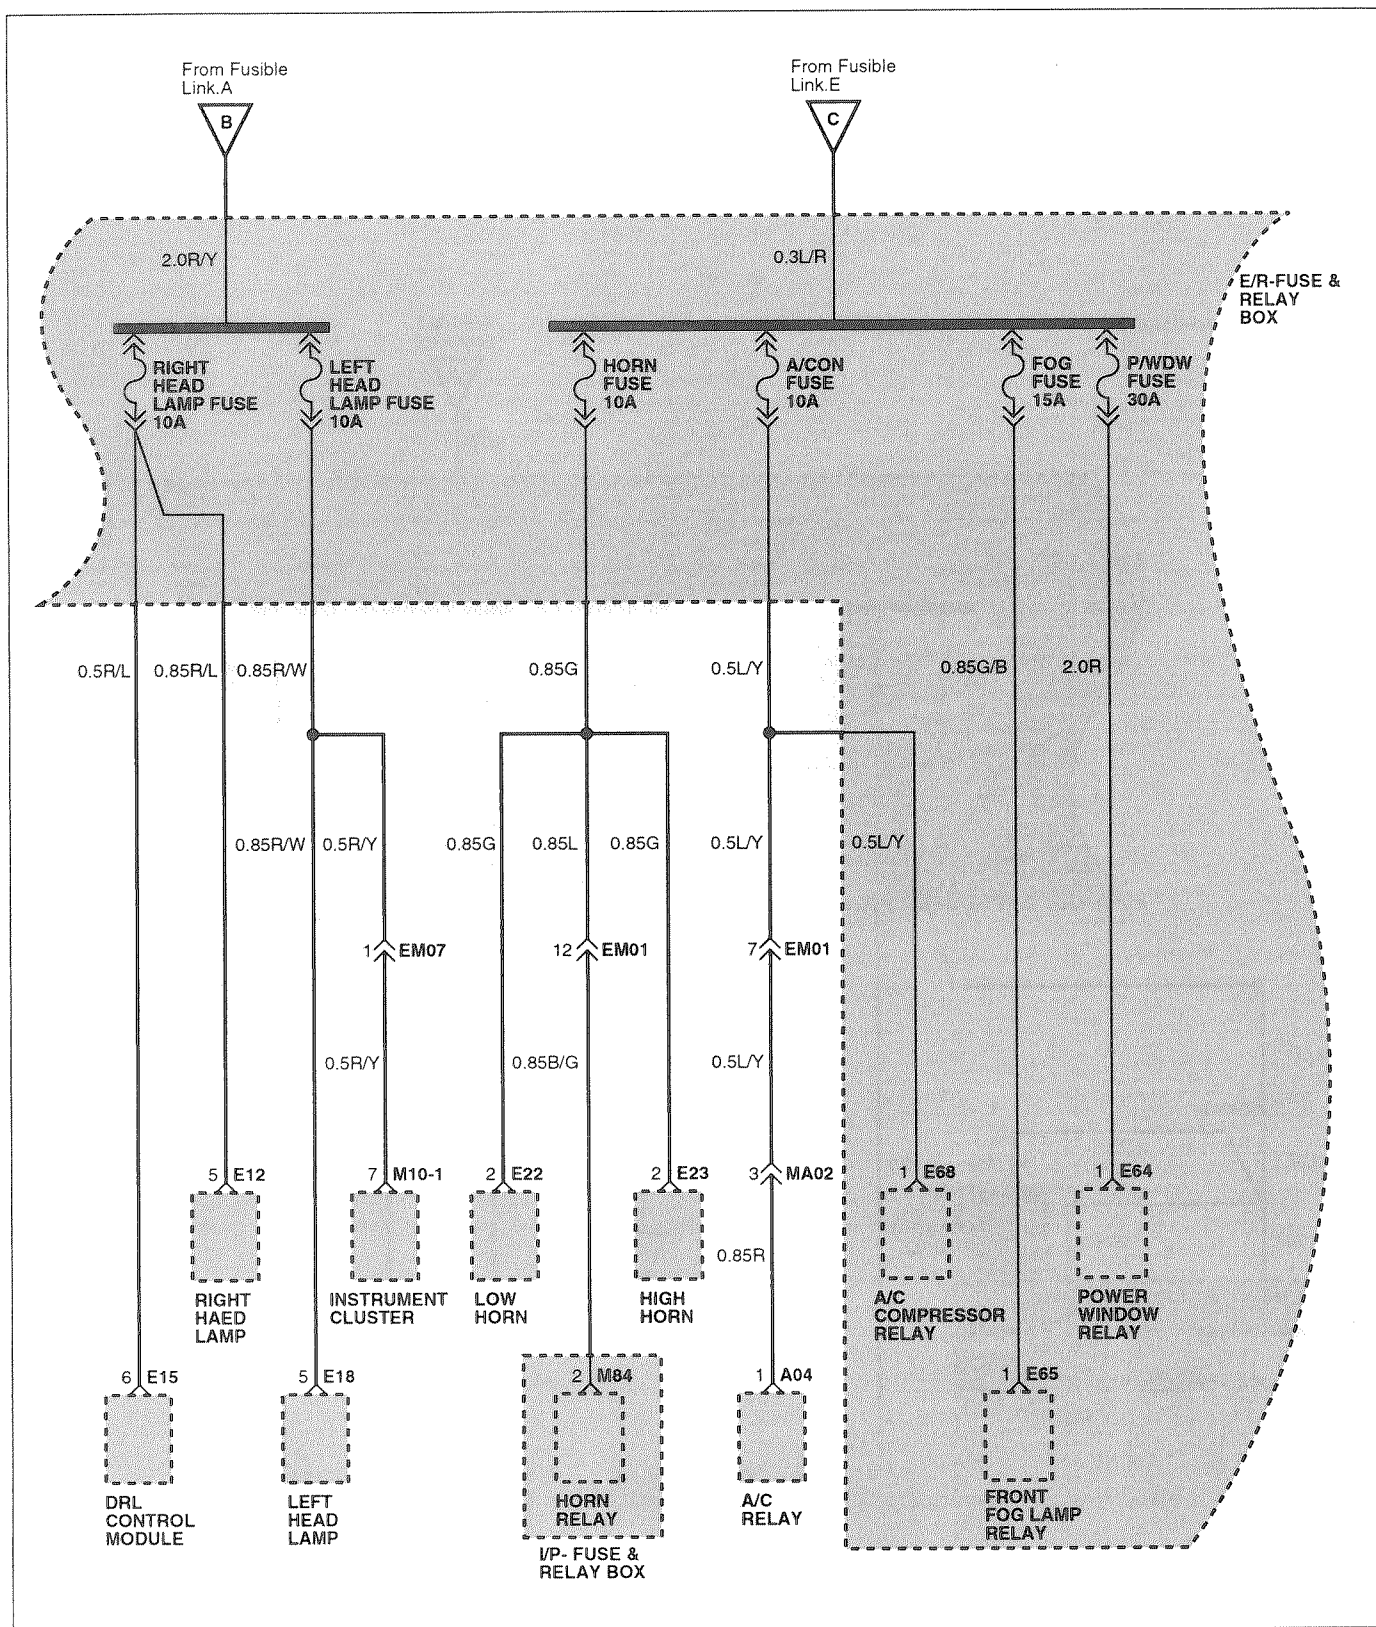 From Fusible
Link.A
B
From Fusible
Link.E
C
2.0R/Y
0.3L/R
E/R-FUSE &
RELAY
BOX
RIGHT
HEAD
LAMP FUSE
10A
LEFT
HEAD
LAMP FUSE
10A
HORN
FUSE
10A
A/CON
FUSE
10A
FOG
FUSE
15A
P/WDW
FUSE
30A
0.5R/L
0.85R/L
0.85R/W
0.85G
0.5L/Y
0.85G/B
2.0R
0.85R/W
0.5R/Y
0.85G
0.85L
0.85G
0.5L/Y
0.5L/Y
1 EM07
12 EM01
7 EM01
0.5R/Y
0.85B/G
0.5L/Y
5 E12
7 M10-1
2 E22
2 E23
3 MA02
1 E68
1 E64
0.85R
RIGHT
HAED
LAMP
INSTRUMENT
CLUSTER
LOW
HORN
HIGH
HORN
A/C
COMPRESSOR
RELAY
POWER
WINDOW
RELAY
6 E15
5 E18
2 M84
1 A04
1 E65
DRL
CONTROL
MODULE
LEFT
HEAD
LAMP
HORN
RELAY
A/C
RELAY
FRONT
FOG LAMP
RELAY
I/P- FUSE &
RELAY BOX